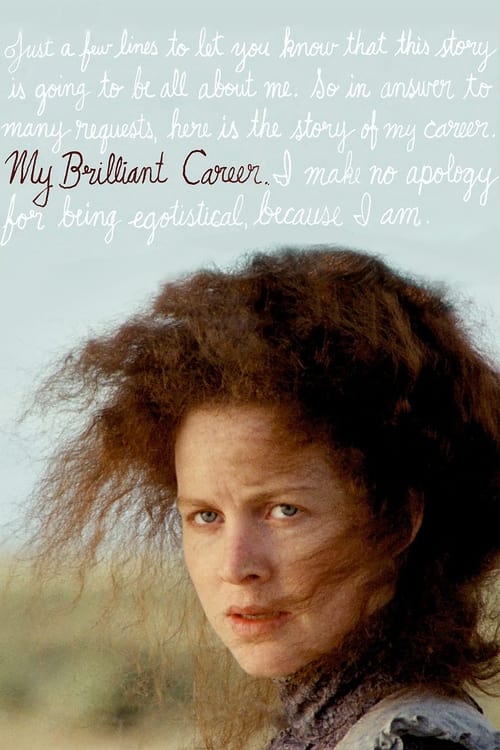 Just a few lines to let you know that this story
is going to be all about me. So in answer to
many requests, here is the story of my career.
My Brilliant Career. I make no apology
for being egotistical, because I am.